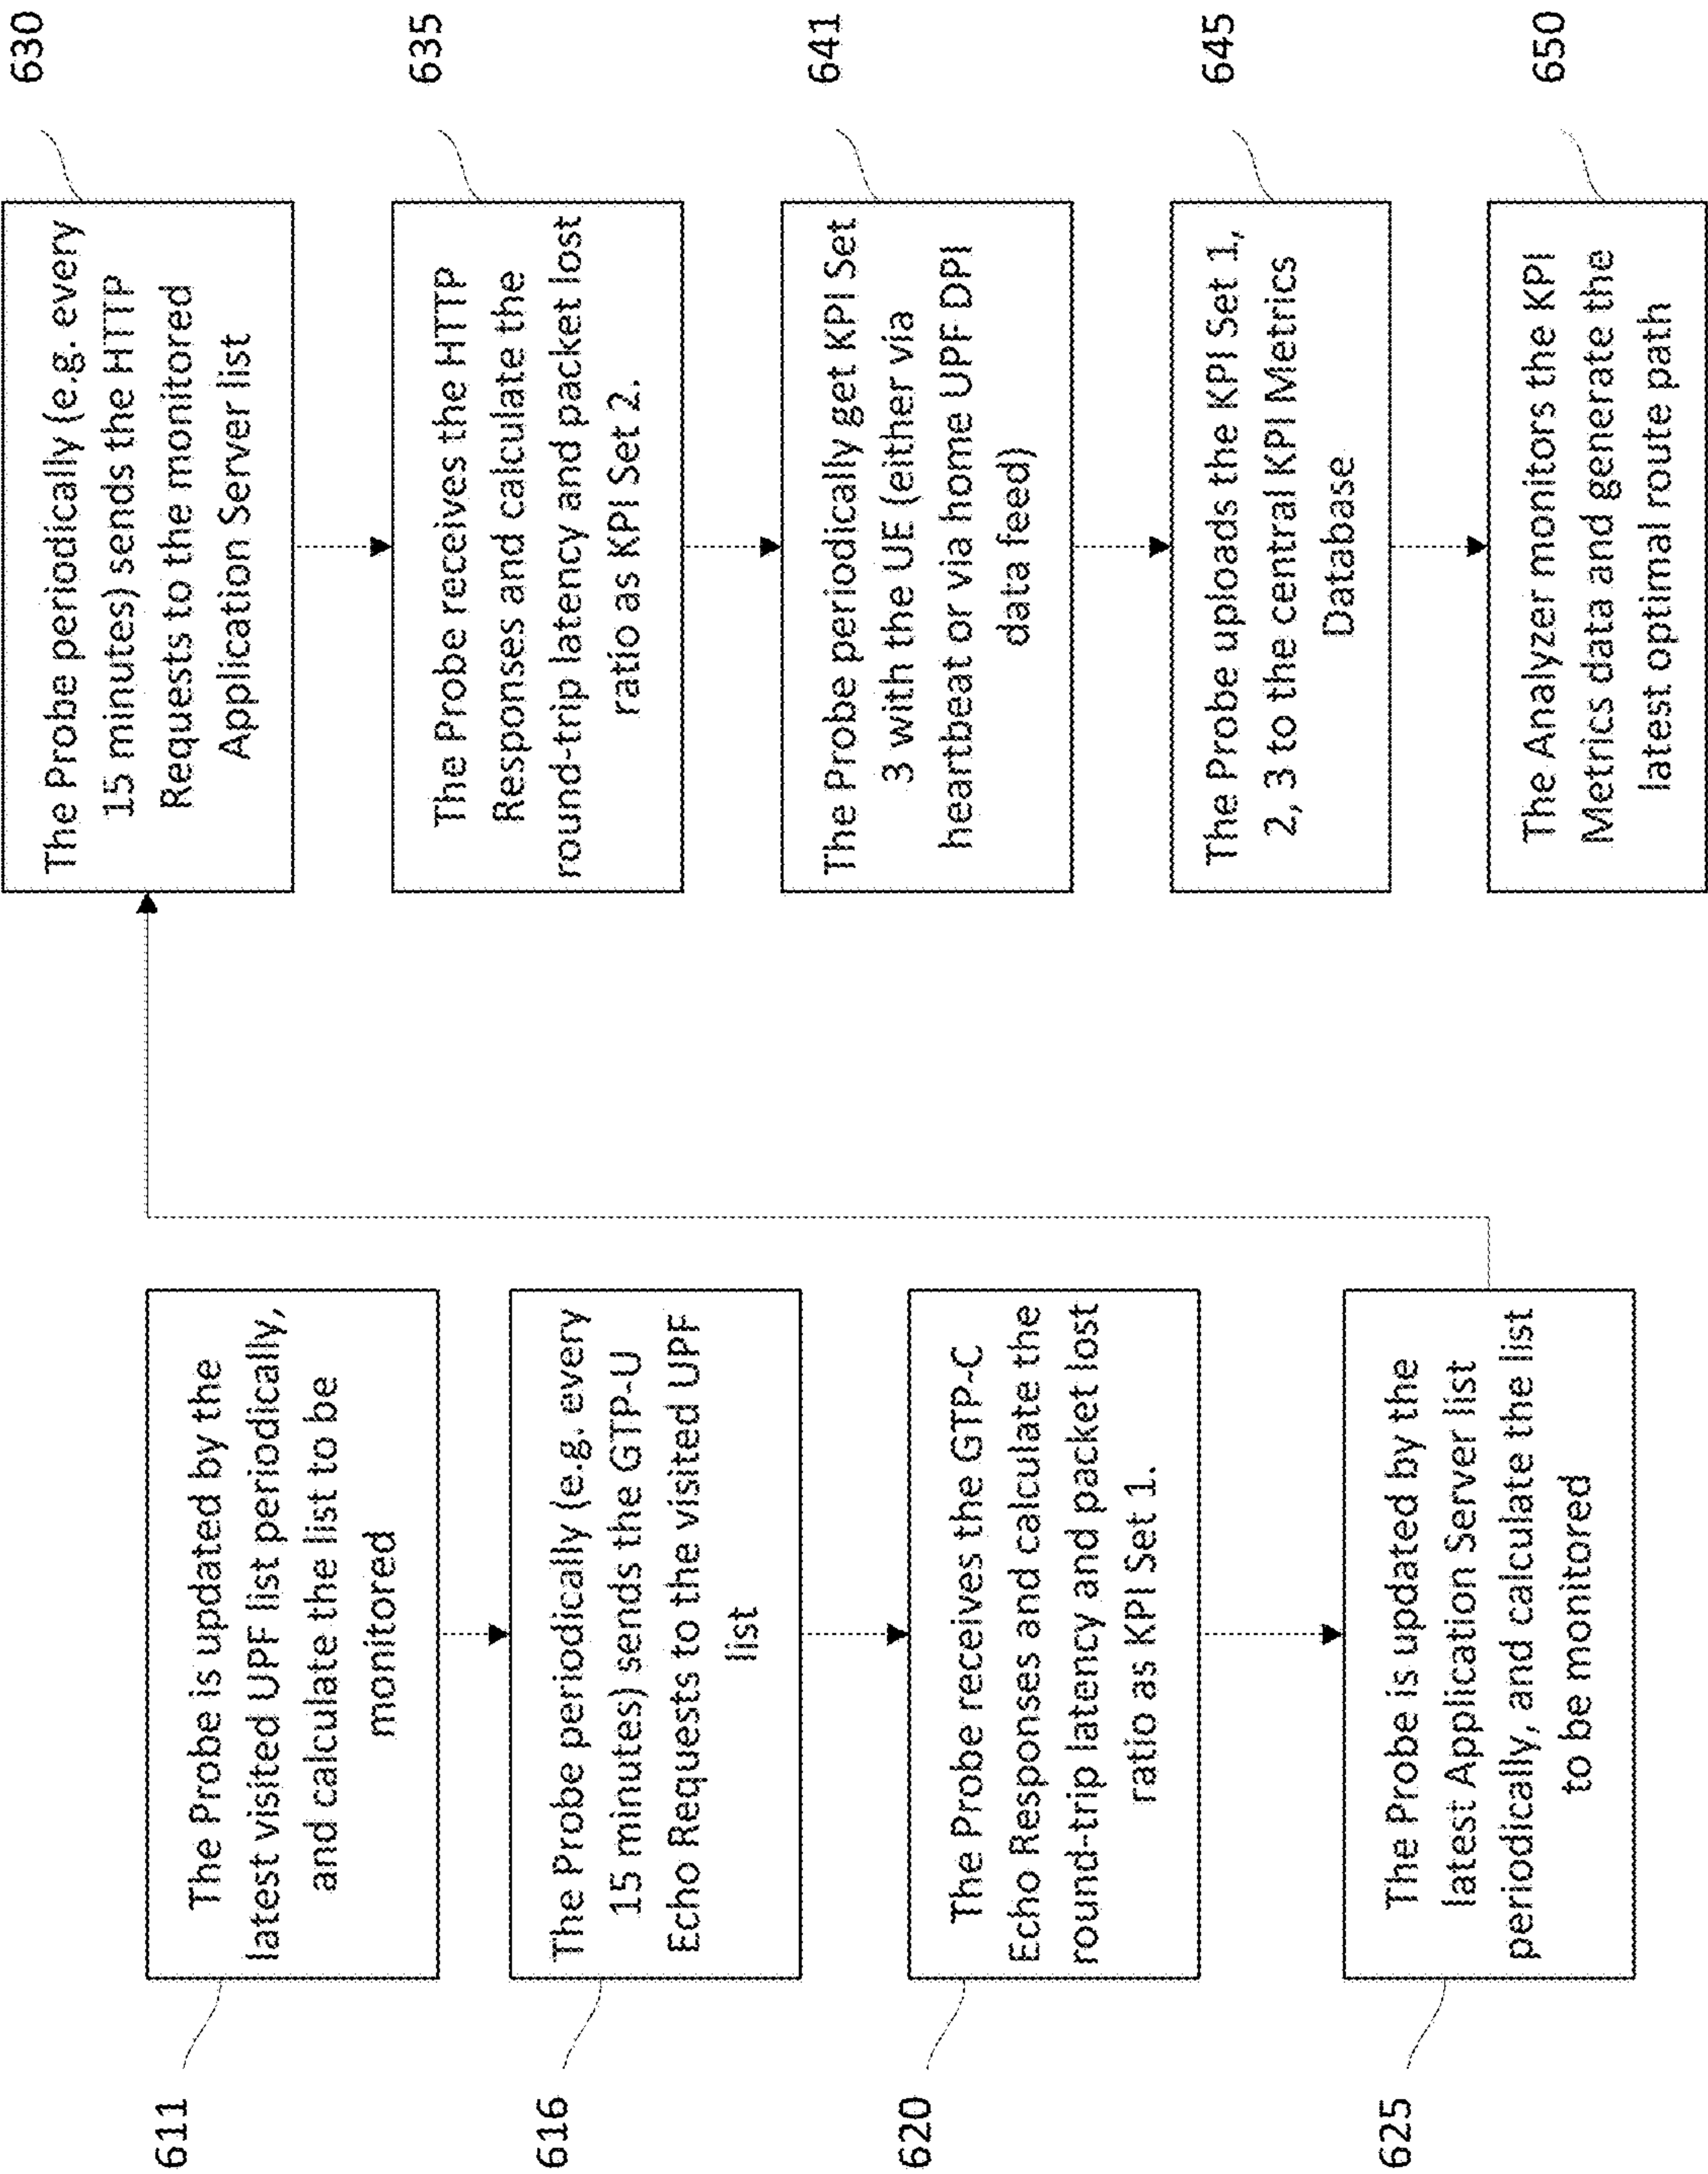 611
The Probe is updated by the
latest visited UPF list periodically,
and calculate the list to be
monitored
616
The Probe periodically (e.g. every
15 minutes) sends the GTP-U
Echo Requests to the visited UPF
list
620
The Probe receives the GTP-C
Echo Responses and calculate the
round-trip latency and packet lost
ratio as KPI Set 1.
625
The Probe is updated by the
latest Application Server list
periodically, and calculate the list
to be monitored
630
The Probe periodically (e.g. every
15 minutes) sends the HTTP
Requests to the monitored
Application Server list
635
The Probe receives the HTTP
Responses and calculate the
round-trip latency and packet lost
ratio as KPI Set 2.
641
The Probe periodically get KPI Set
3 with the UE (either via
heartbeat or via home UPF DPI
data feed)
645
The Probe uploads the KPI Set 1,
2, 3 to the central KPI Metrics
Database
650
The Analyzer monitors the KPI
Metrics data and generate the
latest optimal route path